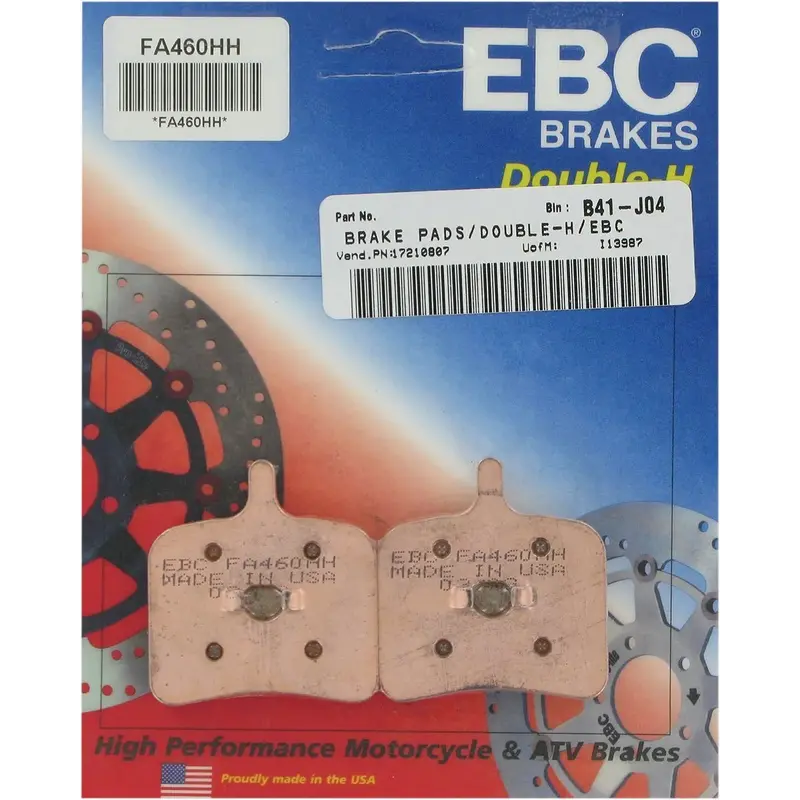 FA460HH
*FA460HH*
EBC®
BRAKES
Double-H
Part No. Bin: B41-J04
BRAKE PADS/DOUBLE-H/EBC
Vend.PN:17210807 UofM: I13987
EBC FA460HH
MADE IN USA
EBC FA460HH
MADE IN USA
EBC
High Performance Motorcycle & ATV Brakes
Proudly made in the USA